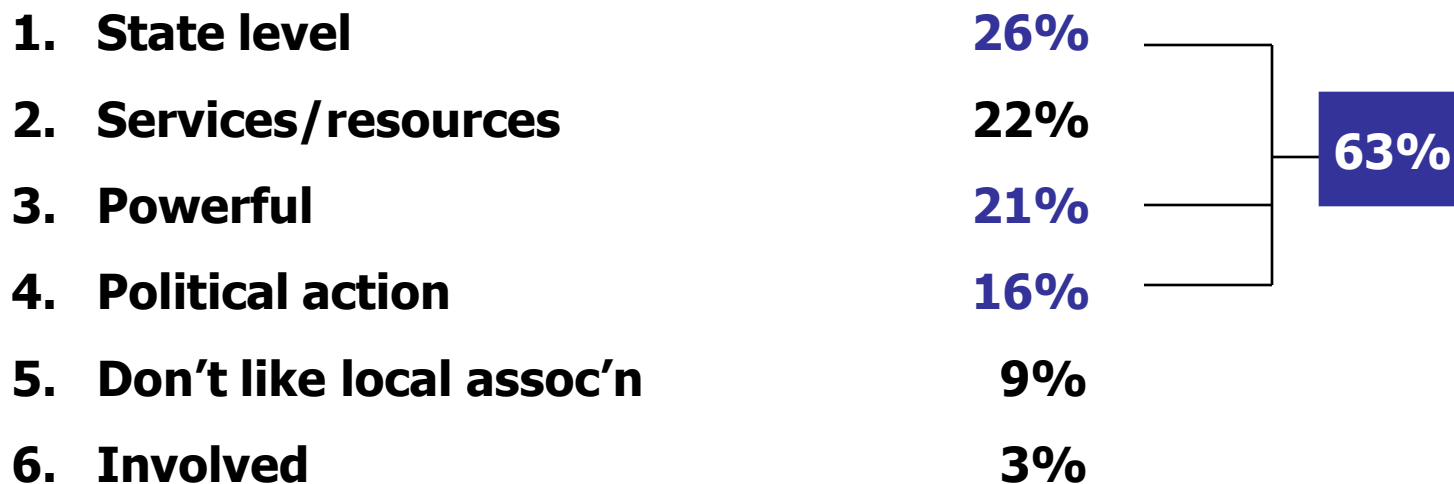 1. State level 26%
2. Services/resources 22%
63%
3. Powerful 21%
4. Political action 16%
5. Don’t like local assoc’n 9%
6. Involved 3%